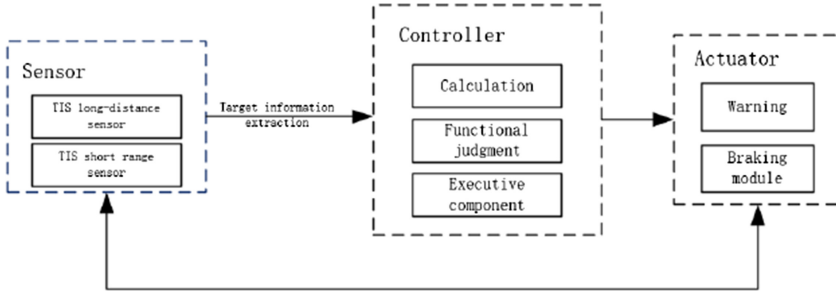 Sensor
TIS long-distance
sensor
TIS short range
sensor
Target information
extraction
Controller
Calculation
Functional
judgment
Executive
component
Actuator
Warning
Braking
module